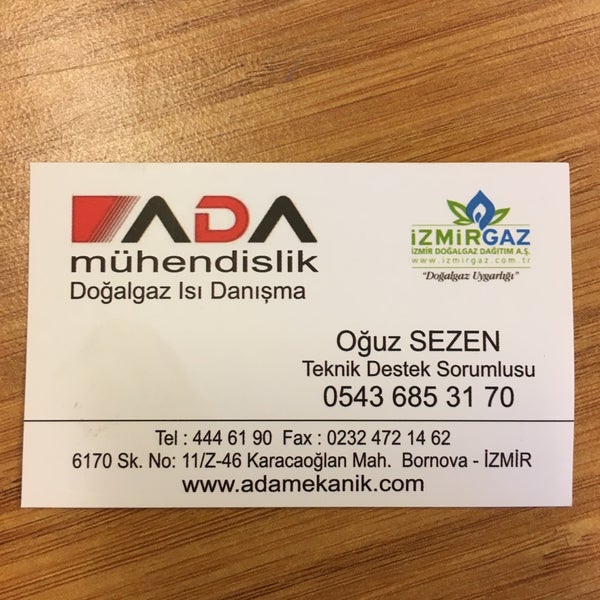 ADA
mühendislik
Doğalgaz Isı Danışma
iZMiRGAZ
İZMİR DOĞALGAZ DAĞITIM A.Ş.
www.izmirgaz.com.tr
"Doğalgaz Uygarlığı"
Oğuz SEZEN
Teknik Destek Sorumlusu
0543 685 31 70
Tel : 444 61 90  Fax : 0232 472 14 62
6170 Sk. No: 11/Z-46 Karacaoğlan Mah.  Bornova - İZMİR
www.adamekanik.com